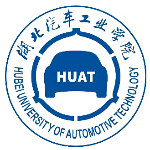 湖北汽车工业学院
HUAT
HUBEI UNIVERSITY OF AUTOMOTIVE TECHNOLOGY